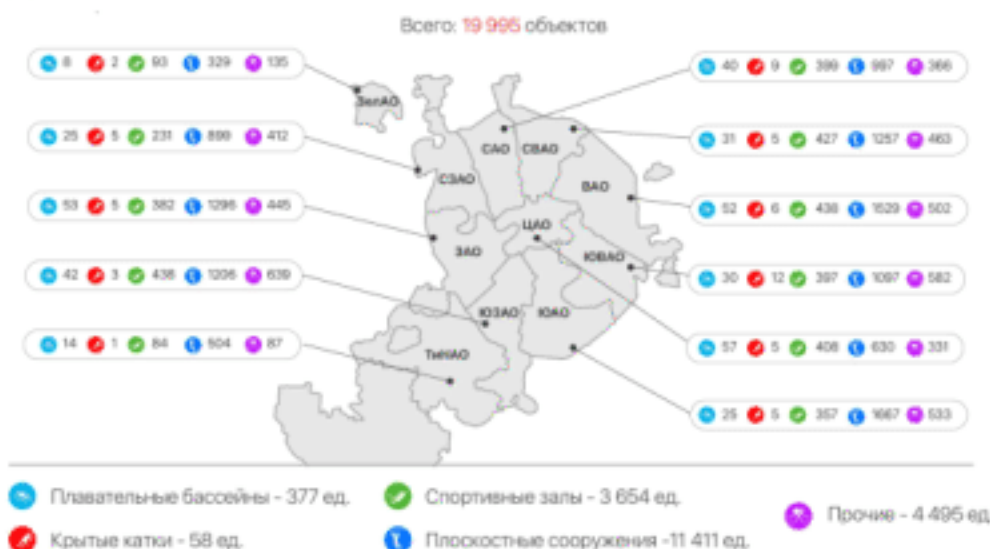 Всего: 19 995 объектов
8 2 93 329 135
40 9 399 997 366
ЗелАО
25 5 231 899 412
31 5 427 1257 463
САО СВАО
СЗАО
ВАО
53 5 382 1296 445
52 6 438 1529 502
ЦАО
ЗАО
ЮВАО
42 3 438 1206 639
30 12 397 1097 582
ЮЗАО ЮАО
14 1 84 504 87
ТиНАО
57 5 408 630 331
25 5 357 1667 533
Плавательные бассейны - 377 ед.
Спортивные залы - 3 654 ед.
Прочие - 4 495 ед
Крытые катки - 58 ед.
Плоскостные сооружения -11 411 ед.